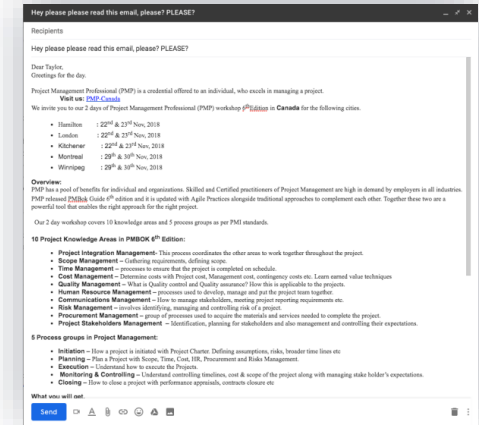 Hey please please read this email, please? PLEASE?
Recipients
Hey please please read this email, please? PLEASE?
Dear Taylor,
Greetings for the day.
Project Management Professional (PMP) is a credential offered to an individual, who excels in managing a project.
Visit us: PMP-Canada
We invite you to our 2 days of Project Management Professional (PMP) workshop 6th Edition in Canada for the following cities.
• Hamilton : 22nd & 23rd Nov, 2018
• London : 22nd & 23rd Nov, 2018
• Kitchener : 22nd & 23rd Nov, 2018
• Montreal : 29th & 30th Nov, 2018
• Winnipeg : 29th & 30th Nov, 2018
Overview:
PMP has a pool of benefits for individual and organizations. Skilled and Certified practitioners of Project Management are high in demand by employers in all industries.
PMP released PMBok Guide 6th edition and it is updated with Agile Practices alongside traditional approaches to complement each other. Together these two are a
powerful tool that enables the right approach for the right project.
Our 2 day workshop covers 10 knowledge areas and 5 process groups as per PMI standards.
10 Project Knowledge Areas in PMBOK 6th Edition:
• Project Integration Management- This process coordinates the other areas to work together throughout the project.
• Scope Management – Gathering requirements, defining scope.
• Time Management – processes to ensure that the project is completed on schedule.
• Cost Management – Determine costs with Project cost, Management cost, contingency costs etc. Learn earned value techniques
• Quality Management – What is Quality control and Quality assurance? How this is applicable to the projects.
• Human Resource Management – processes used to develop, manage and put the project team together.
• Communications Management – How to manage stakeholders, meeting project reporting requirements etc.
• Risk Management – involves identifying, managing and controlling risk of a project.
• Procurement Management – group of processes used to acquire the materials and services needed to complete the project.
• Project Stakeholders Management – Identification, planning for stakeholders and also management and controlling their expectations.
5 Process groups in Project Management:
• Initiation – How a project is initiated with Project Charter. Defining assumptions, risks, broader time lines etc
• Planning – Plan a Project with Scope, Time, Cost, HR, Procurement and Risks Management.
• Execution – Understand how to execute the Projects.
• Monitoring & Controlling – Understand controlling timelines, cost & scope of the project along with managing stake holder's expectations.
• Closing – How to close a project with performance appraisals, contracts closure etc
What you will get.
Send